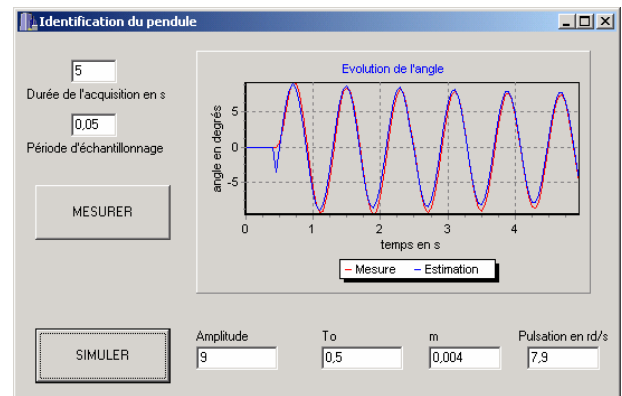 Identification du pendule
5
Durée de l'acquisition en s
0,05
Période d'échantillonnage
MESURER
Evolution de l'angle
angle en degrés
5
0
-5
0 1 2 3 4
temps en s
Mesure Estimation
SIMULER
Amplitude To m Pulsation en rd/s
9 0,5 0,004 7,9